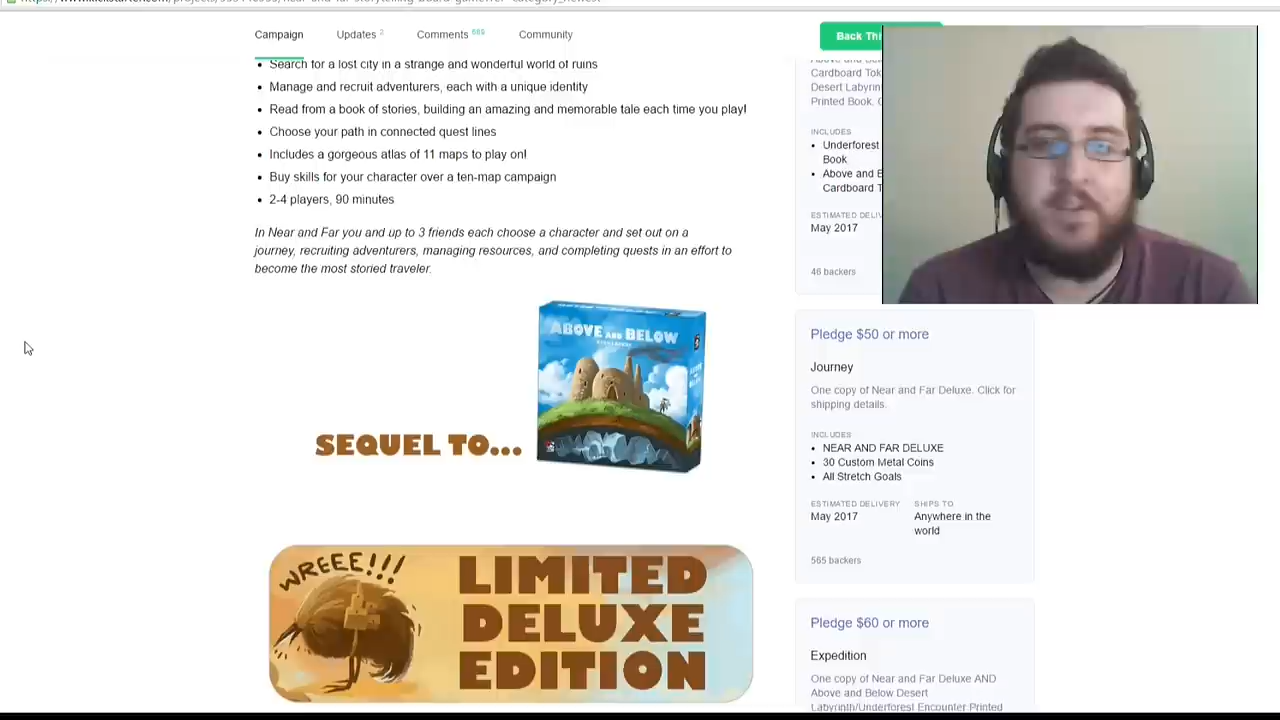 Campaign Updates 2 Comments 669 Community
Back Thi
Search for a lost city in a strange and wonderful world of ruins
Manage and recruit adventurers, each with a unique identity
Read from a book of stories, building an amazing and memorable tale each time you play!
Choose your path in connected quest lines
Includes a gorgeous atlas of 11 maps to play on!
Buy skills for your character over a ten-map campaign
2-4 players, 90 minutes
In Near and Far you and up to 3 friends each choose a character and set out on a
journey, recruiting adventurers, managing resources, and completing quests in an effort to
become the most storied traveler.
ABOVE AND BELOW
SEQUEL TO...
WREEE!!!
LIMITED
DELUXE
EDITION
Cardboard Tok
Desert Labyrin
Printed Book.
INCLUDES
Underforest
Book
Above and B
Cardboard T
ESTIMATED DELIV
May 2017
46 backers
Pledge $50 or more
Journey
One copy of Near and Far Deluxe. Click for
shipping details.
INCLUDES
NEAR AND FAR DELUXE
30 Custom Metal Coins
All Stretch Goals
ESTIMATED DELIVERY SHIPS TO
May 2017 Anywhere in the
world
565 backers
Pledge $60 or more
Expedition
One copy of Near and Far Deluxe AND
Above and Below Desert
Labyrinth/Underforest Encounter Printed